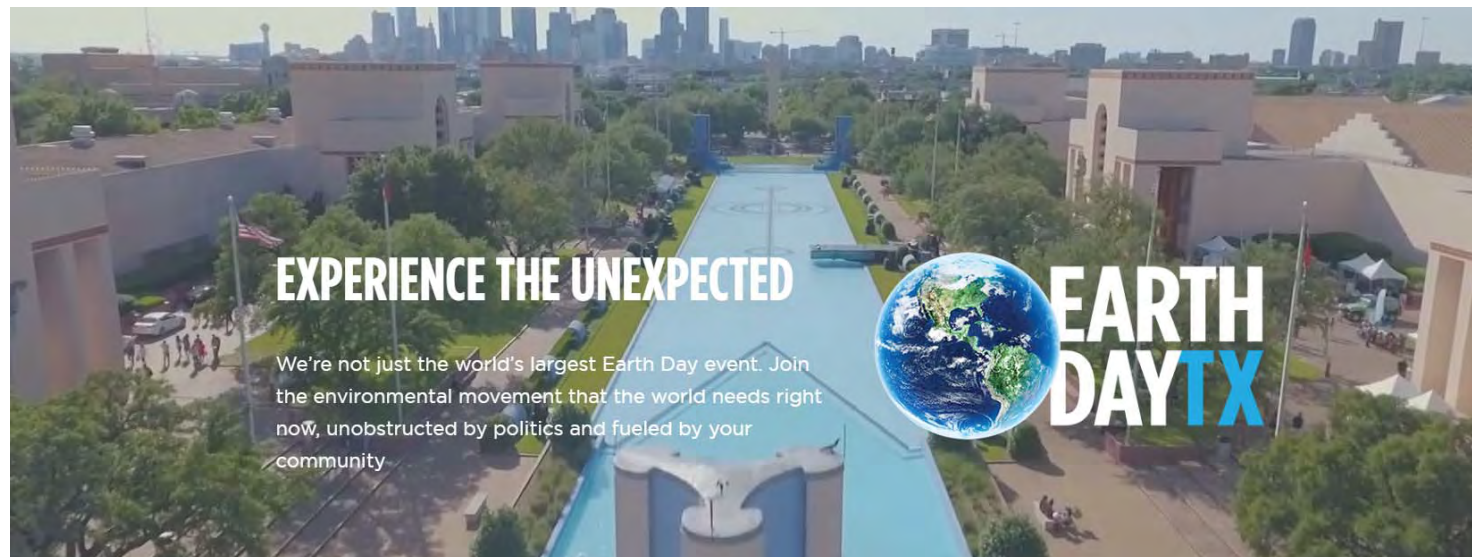 EXPERIENCE THE UNEXPECTED
We're not just the world's largest Earth Day event. Join
the environmental movement that the world needs right
now, unobstructed by politics and fueled by your
community
EARTH
DAYTX